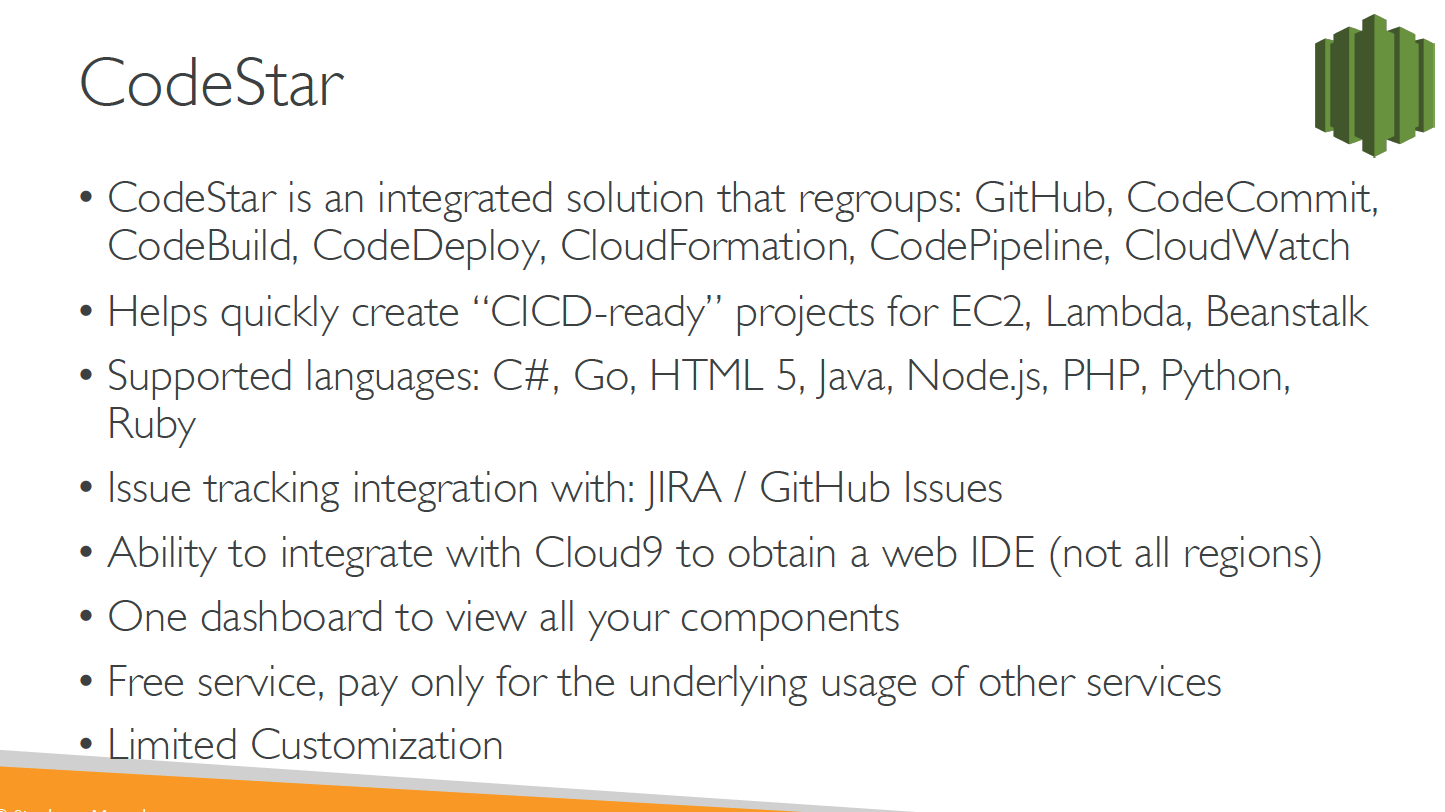 CodeStar
• CodeStar is an integrated solution that regroups: GitHub, CodeCommit,
CodeBuild, CodeDeploy, CloudFormation, CodePipeline, CloudWatch
• Helps quickly create “CICD-ready” projects for EC2, Lambda, Beanstalk
• Supported languages: C#, Go, HTML 5, Java, Node.js, PHP, Python,
Ruby
• Issue tracking integration with: JIRA / GitHub Issues
• Ability to integrate with Cloud9 to obtain a web IDE (not all regions)
• One dashboard to view all your components
• Free service, pay only for the underlying usage of other services
• Limited Customization